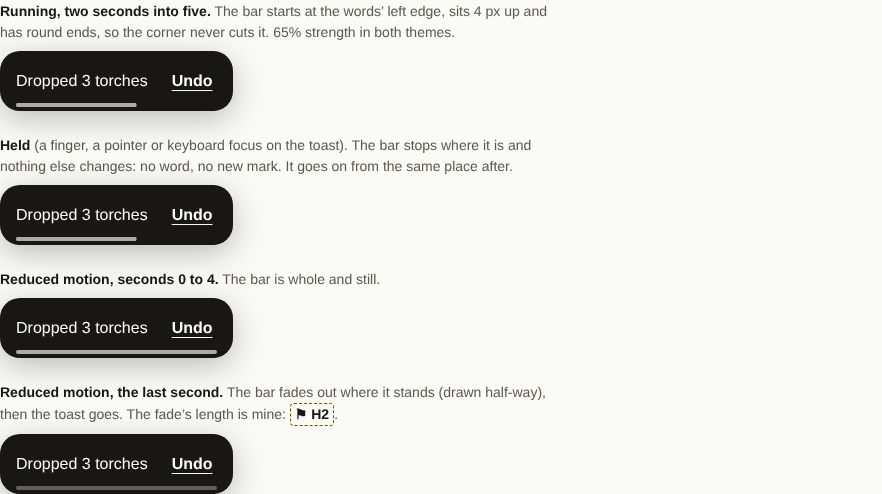 Running, two seconds into five. The bar starts at the words’ left edge, sits 4 px up and
has round ends, so the corner never cuts it. 65% strength in both themes.
Dropped 3 torches Undo
Held (a finger, a pointer or keyboard focus on the toast). The bar stops where it is and
nothing else changes: no word, no new mark. It goes on from the same place after.
Dropped 3 torches Undo
Reduced motion, seconds 0 to 4. The bar is whole and still.
Dropped 3 torches Undo
Reduced motion, the last second. The bar fades out where it stands (drawn half-way),
then the toast goes. The fade’s length is mine: ⚑ H2.
Dropped 3 torches Undo